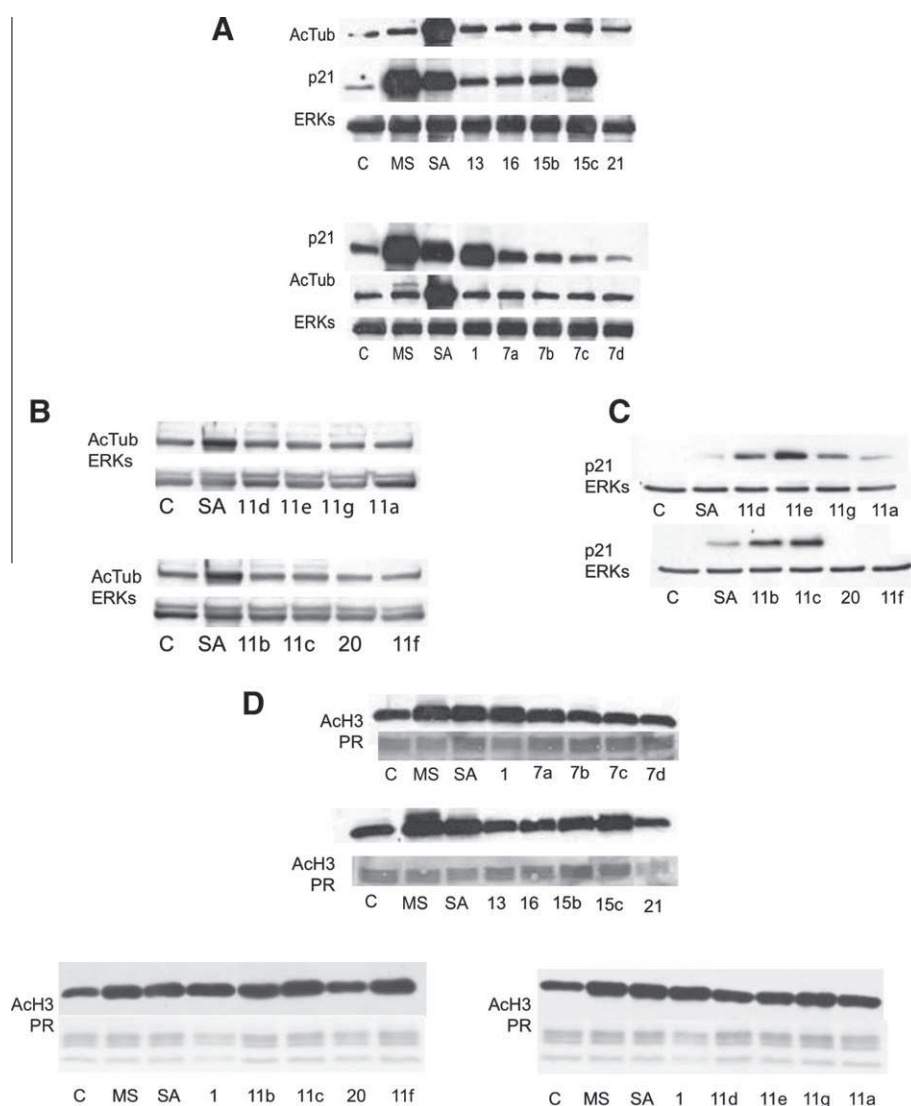 A
AcTub
p21
ERKs
C MS SA 13 16 15b 15c 21
p21
AcTub
ERKs
C MS SA 1 7a 7b 7c 7d
B
AcTub
ERKs
C SA 11d 11e 11g 11a
AcTub
ERKs
C SA 11b 11c 20 11f
C
p21
ERKs
C SA 11d 11e 11g 11a
p21
ERKs
C SA 11b 11c 20 11f
D
AcH3
PR
C MS SA 1 7a 7b 7c 7d
AcH3
PR
C MS SA 13 16 15b 15c 21
AcH3
PR
C MS SA 1 11b 11c 20 11f
AcH3
PR
C MS SA 1 11d 11e 11g 11a